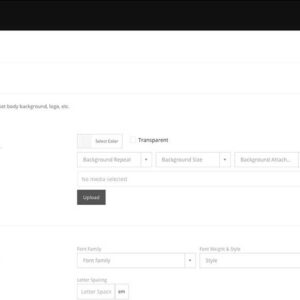 set body background, logo, etc.
Select Color
Transparent
Background Repeat
Background Size
Background Attach...
No media selected
Upload
Font Family
Font Weight & Style
Font family
Style
Letter Spacing
Letter Space
em